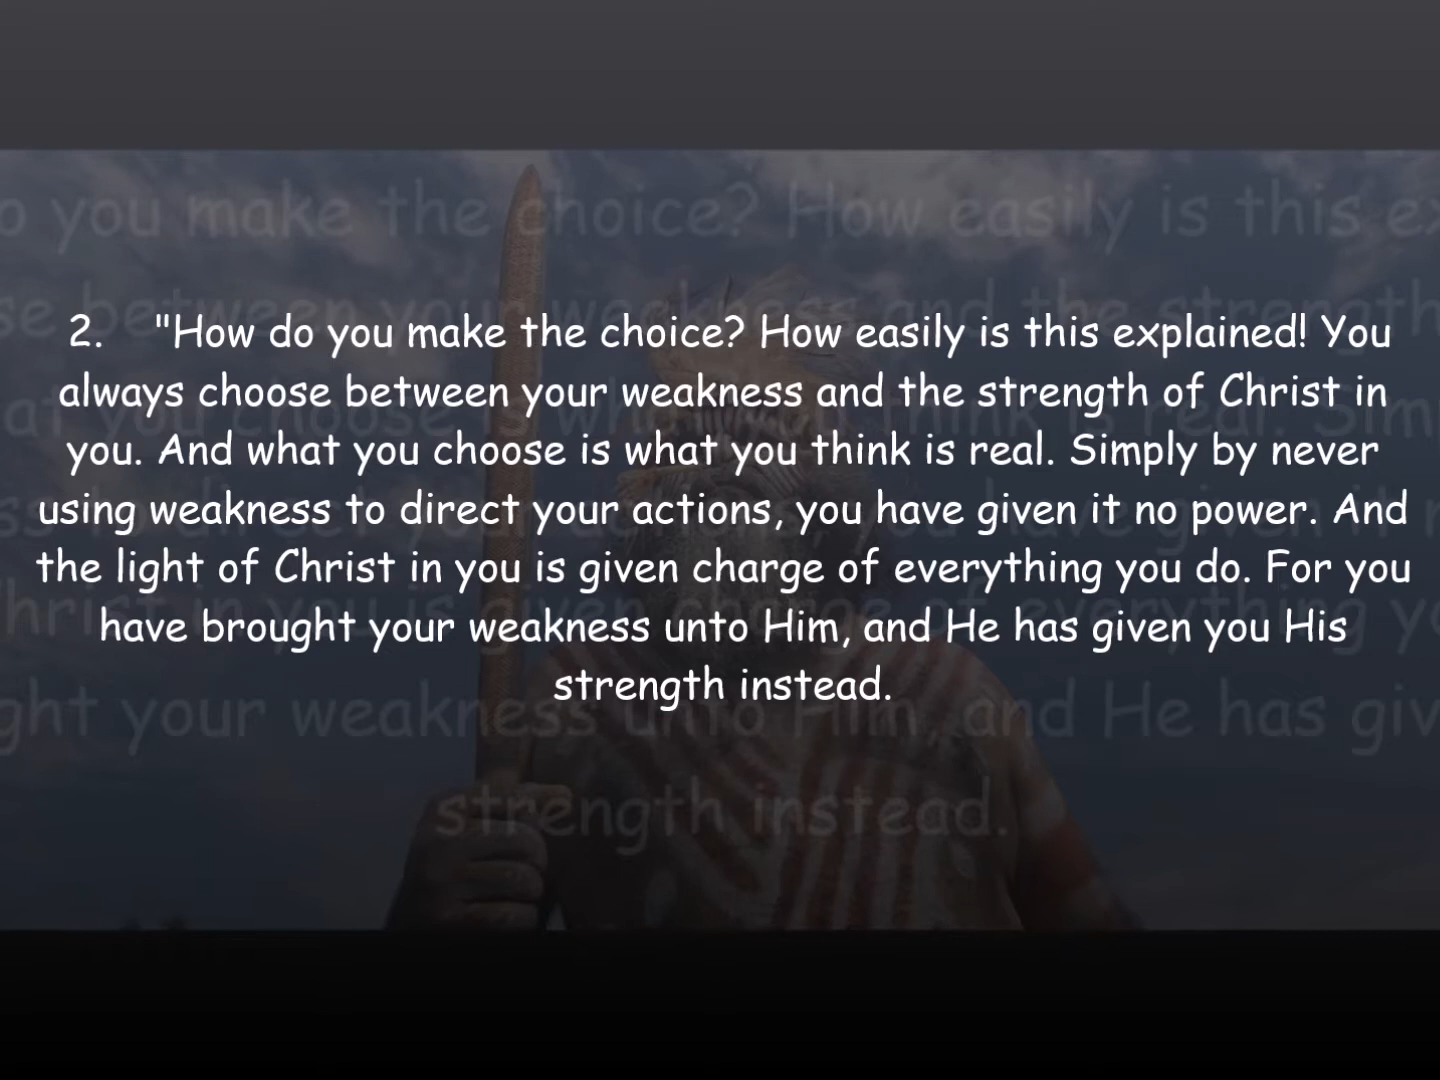 2. "How do you make the choice? How easily is this explained! You
always choose between your weakness and the strength of Christ in
you. And what you choose is what you think is real. Simply by never
using weakness to direct your actions, you have given it no power. And
the light of Christ in you is given charge of everything you do. For you
have brought your weakness unto Him, and He has given you His
strength instead.